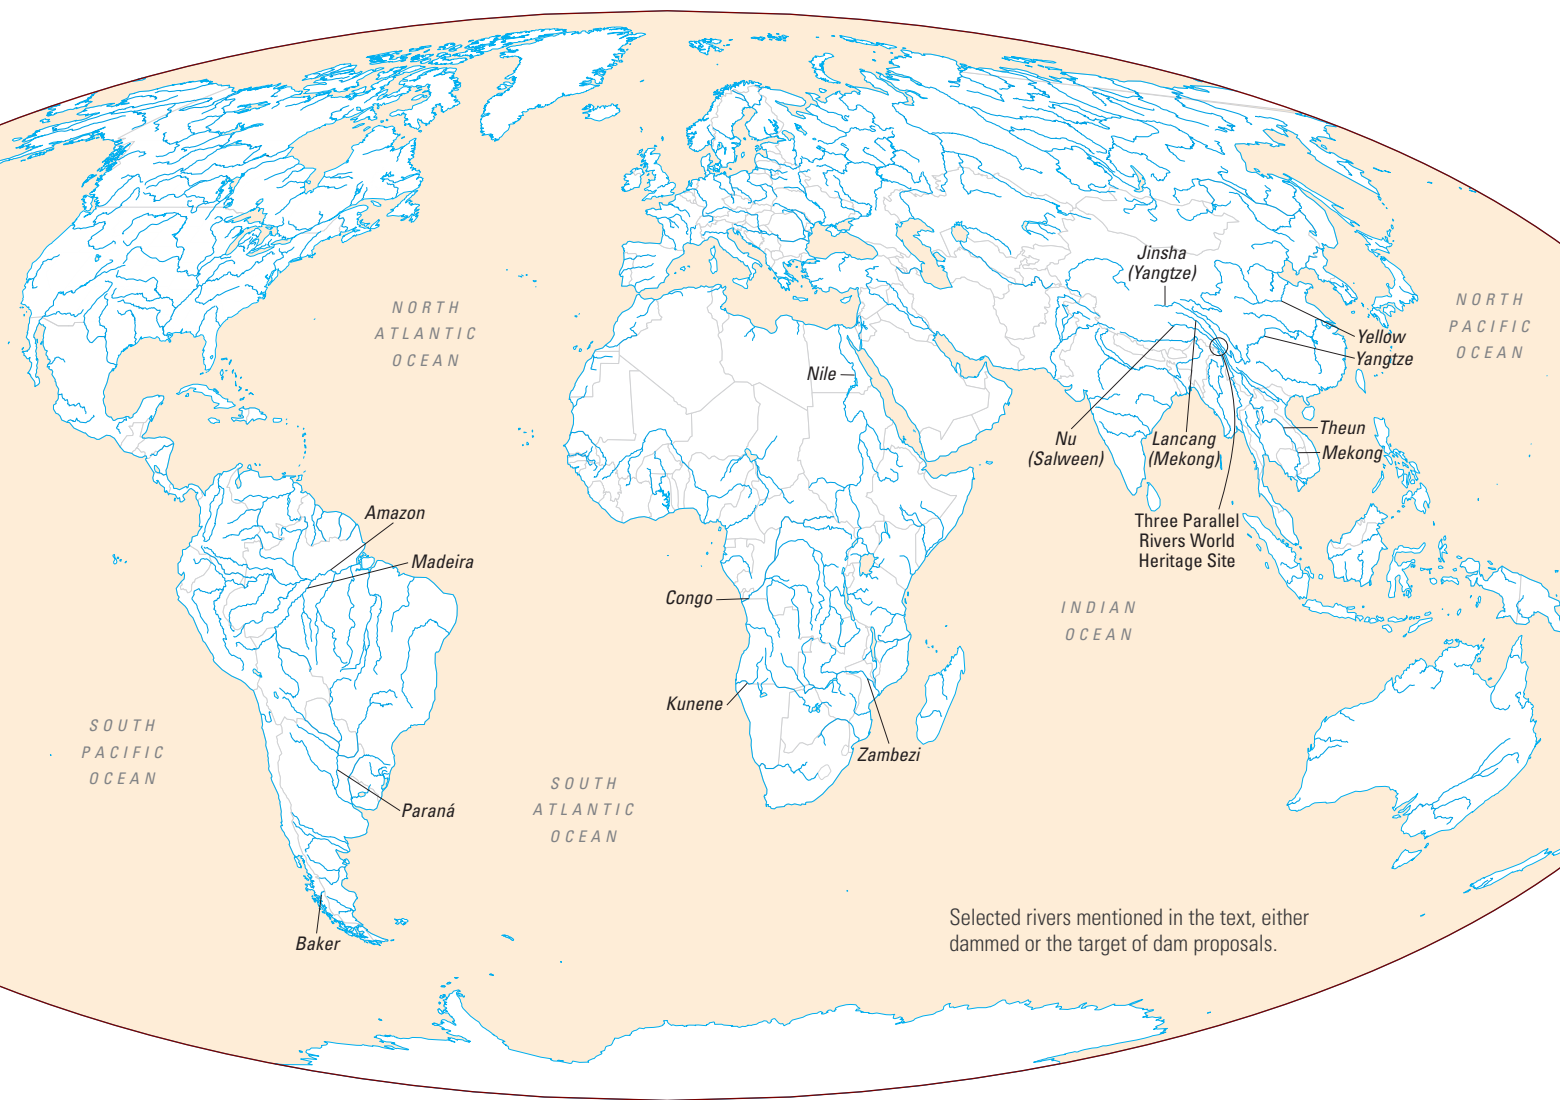 Jinsha
(Yangtze)
NORTH
ATLANTIC
OCEAN
NORTH
PACIFIC
OCEAN
Yellow
Yangtze
Nile
Nu
(Salween)
Lancang
(Mekong)
Theun
Mekong
Three Parallel
Rivers World
Heritage Site
Amazon
Madeira
Congo
INDIAN
OCEAN
Kunene
Zambezi
SOUTH
PACIFIC
OCEAN
SOUTH
ATLANTIC
OCEAN
Paraná
Baker
Selected rivers mentioned in the text, either
dammed or the target of dam proposals.